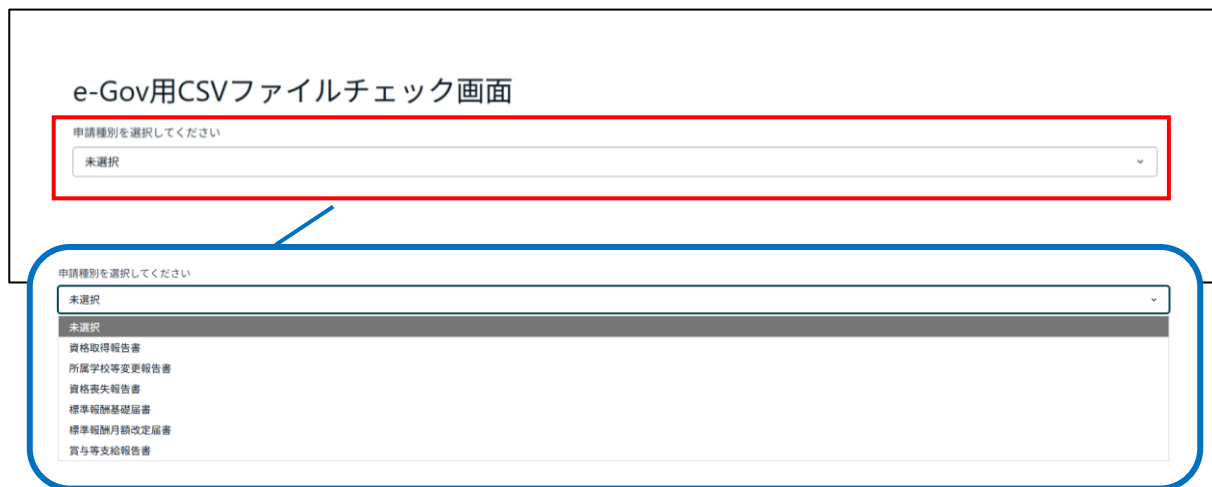 e-Gov用CSVファイルチェック画面
申請種別を選択してください
未選択
申請種別を選択してください
未選択
未選択
資格取得報告書
所属学校等変更報告書
資格喪失報告書
標準報酬基礎届書
標準報酬月額改定届書
賞与等支給報告書